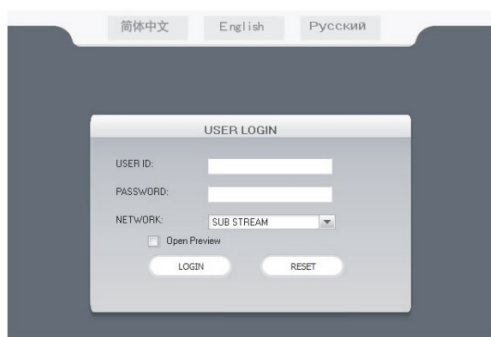 简体中文 English Русский
USER LOGIN
USER ID:
PASSWORD:
NETWORK: SUB STREAM
Open Preview
LOGIN RESET